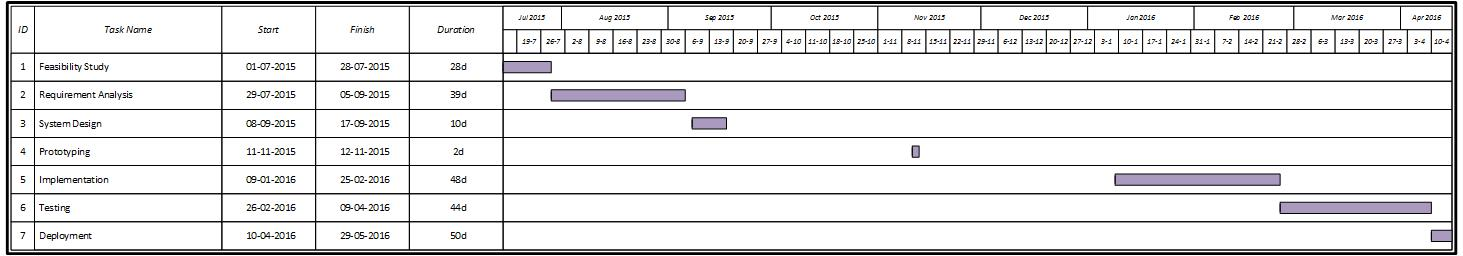 ID Task Name Start Finish Duration Jul 2015 Aug 2015 Sep 2015 Oct 2015 Nov 2015 Dec 2015 Jan 2016 Feb 2016 Mar 2016 Apr 2016
19-7 26-7 2-8 9-8 16-8 23-8 30-8 6-9 13-9 20-9 27-9 4-10 11-10 18-10 25-10 1-11 8-11 15-11 22-11 29-11 6-12 13-12 20-12 27-12 3-1 10-1 17-1 24-1 31-1 7-2 14-2 21-2 28-2 6-3 13-3 20-3 27-3 3-4 10-4
1 Feasibility Study 01-07-2015 28-07-2015 28d
2 Requirement Analysis 29-07-2015 05-09-2015 39d
3 System Design 08-09-2015 17-09-2015 10d
4 Prototyping 11-11-2015 12-11-2015 2d
5 Implementation 09-01-2016 25-02-2016 48d
6 Testing 26-02-2016 09-04-2016 44d
7 Deployment 10-04-2016 29-05-2016 50d